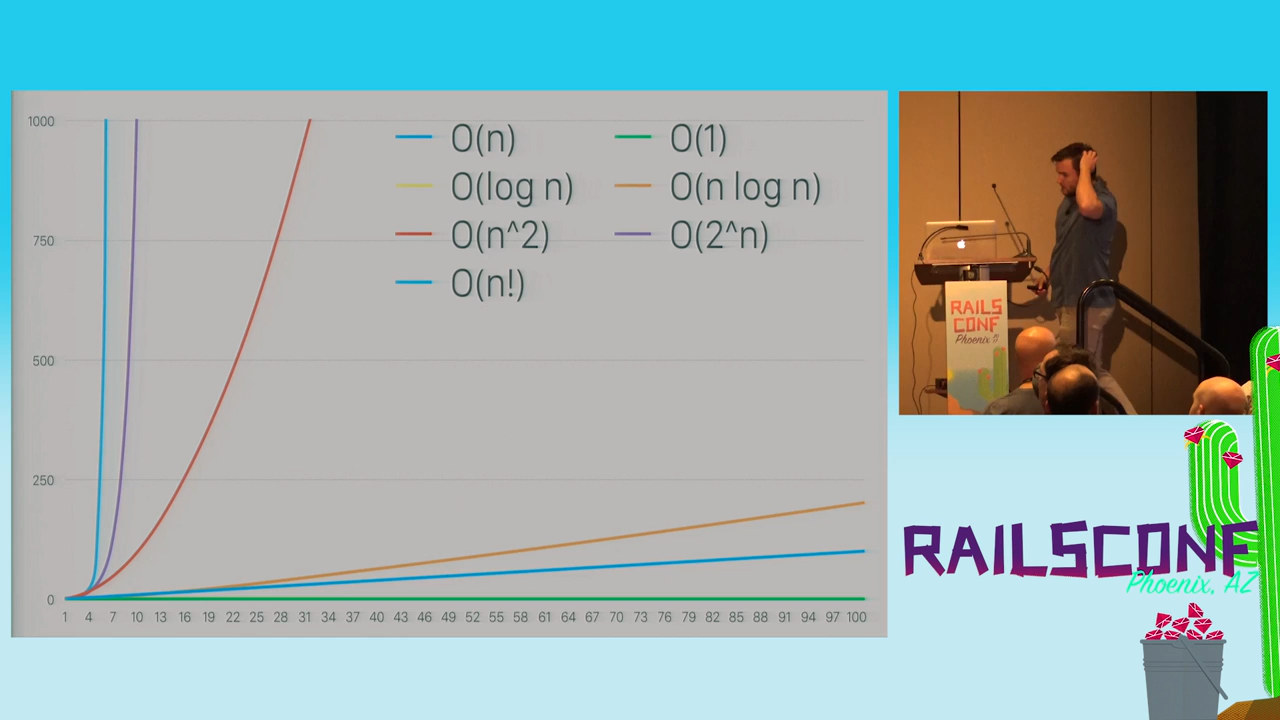 1000
750
500
250
0
1 4 7 10 13 16 19 22 25 28 31 34 37 40 43 46 49 52 55 58 61 64 67 70 73 76 79 82 85 88 91 94 97 100
O(n) O(1)
O(log n) O(n log n)
O(n^2) O(2^n)
O(n!)
RAILS
CONF
Phoenix
RAILSCONF
Phoenix, AZ